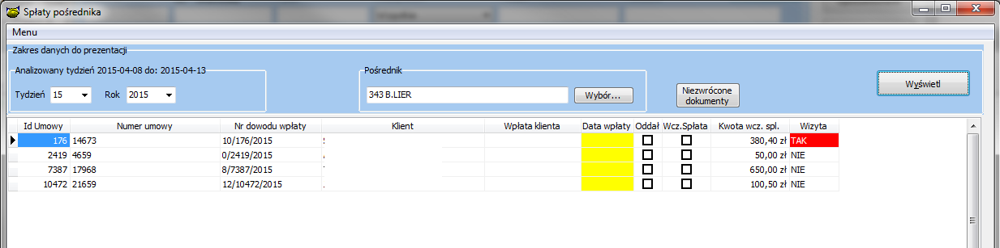 Spłaty pośrednika
Menu
Zakres danych do prezentacji
Analizowany tydzień 2015-04-08 do: 2015-04-13
Pośrednik
Tydzień 15 Rok 2015
343 B.LIER
Wybór...
Niezwrócone
dokumenty
Wyświetl
Id Umowy Numer umowy Nr dowodu wpłaty Klient Wpłata klienta Data wpłaty Oddał Wcz.Spłata Kwota wcz. spl. Wizyta
176 14673 10/176/2015 380,40 zł TAK
2419 4659 0/2419/2015 50,00 zł NIE
7387 17968 8/7387/2015 650,00 zł NIE
10472 21659 12/10472/2015 100,50 zł NIE